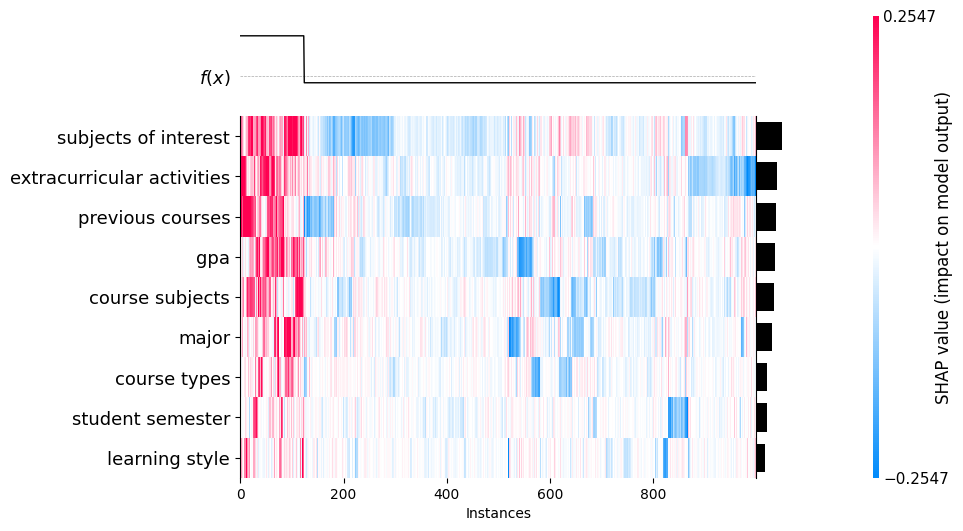 0.2547
f(x)
subjects of interest
extracurricular activities
previous courses
gpa
course subjects
major
course types
student semester
learning style
0 200 400 600 800
Instances
SHAP value (impact on model output)
−0.2547